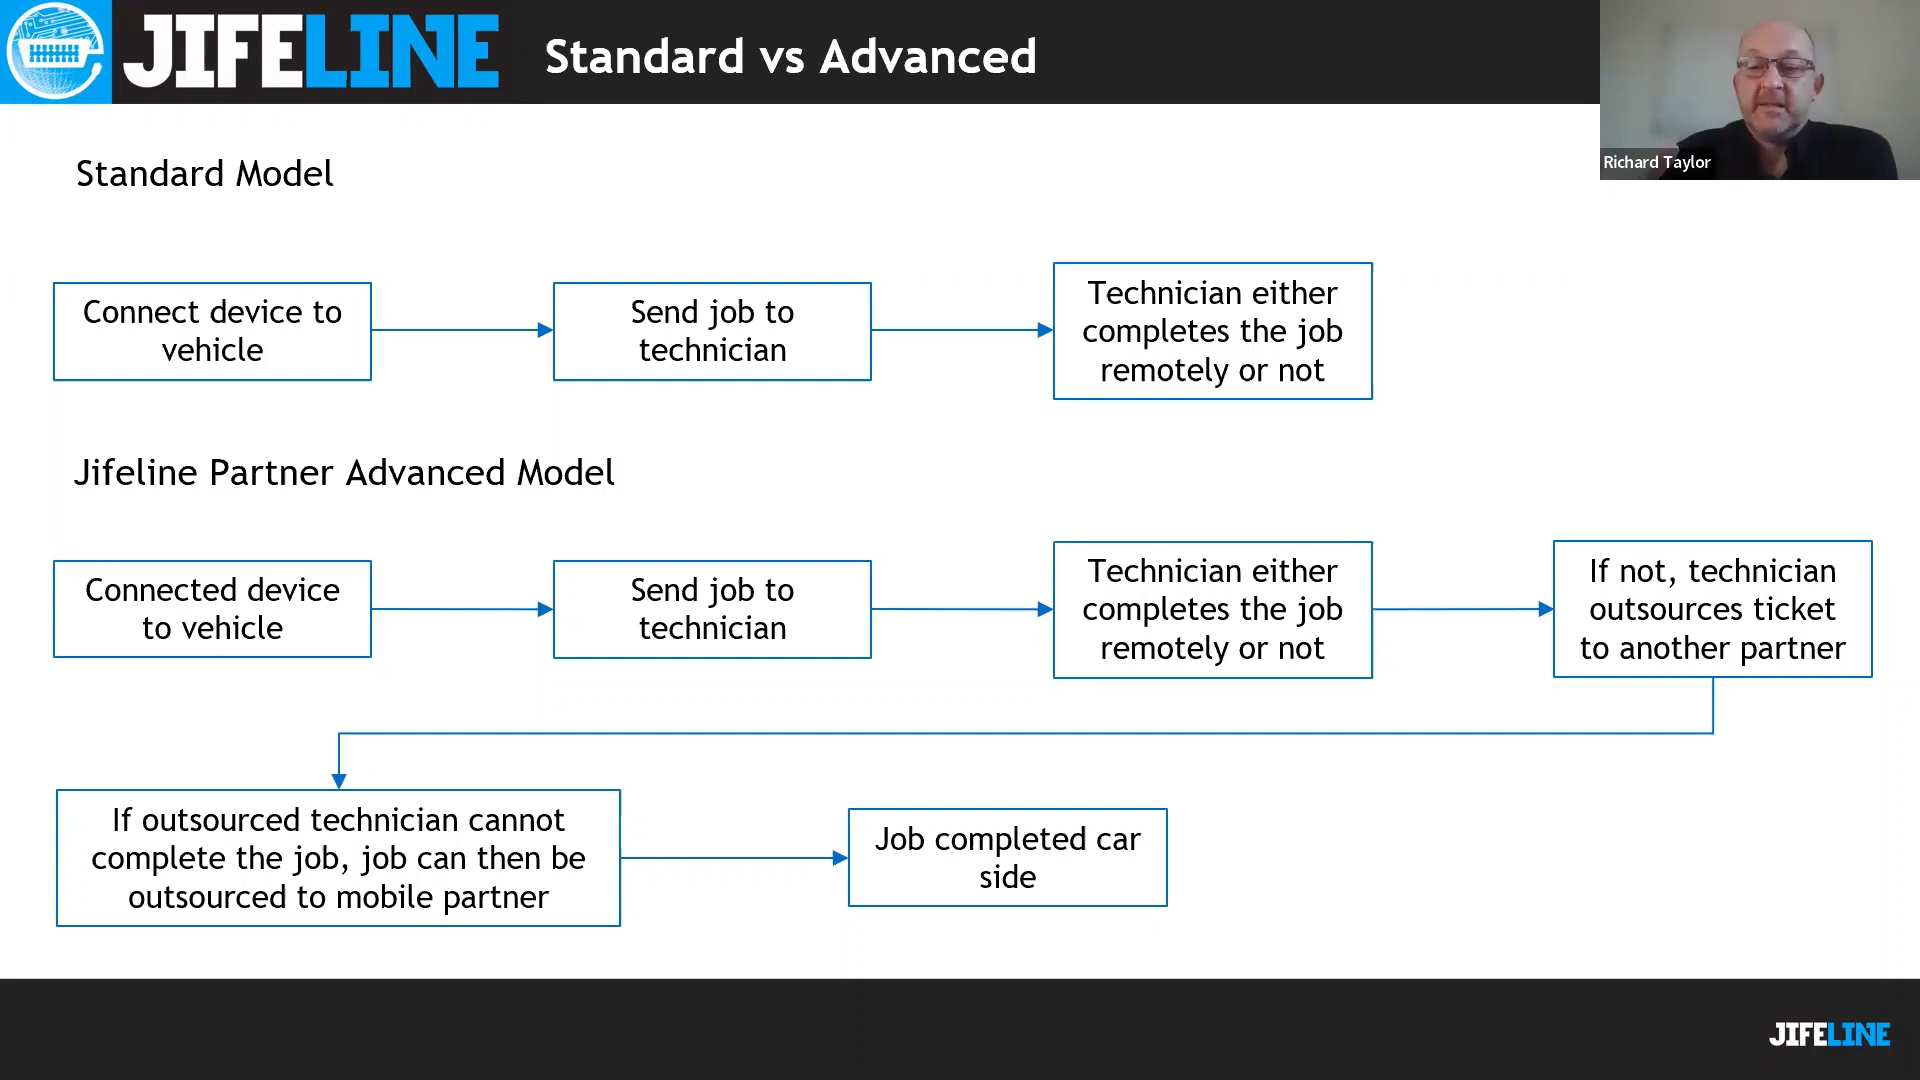 JIFELINE
Standard vs Advanced
Richard Taylor
Standard Model
Connect device to
vehicle
Send job to
technician
Technician either
completes the job
remotely or not
Jifeline Partner Advanced Model
Connected device
to vehicle
Send job to
technician
Technician either
completes the job
remotely or not
If not, technician
outsources ticket
to another partner
If outsourced technician cannot
complete the job, job can then be
outsourced to mobile partner
Job completed car
side
JIFELINE